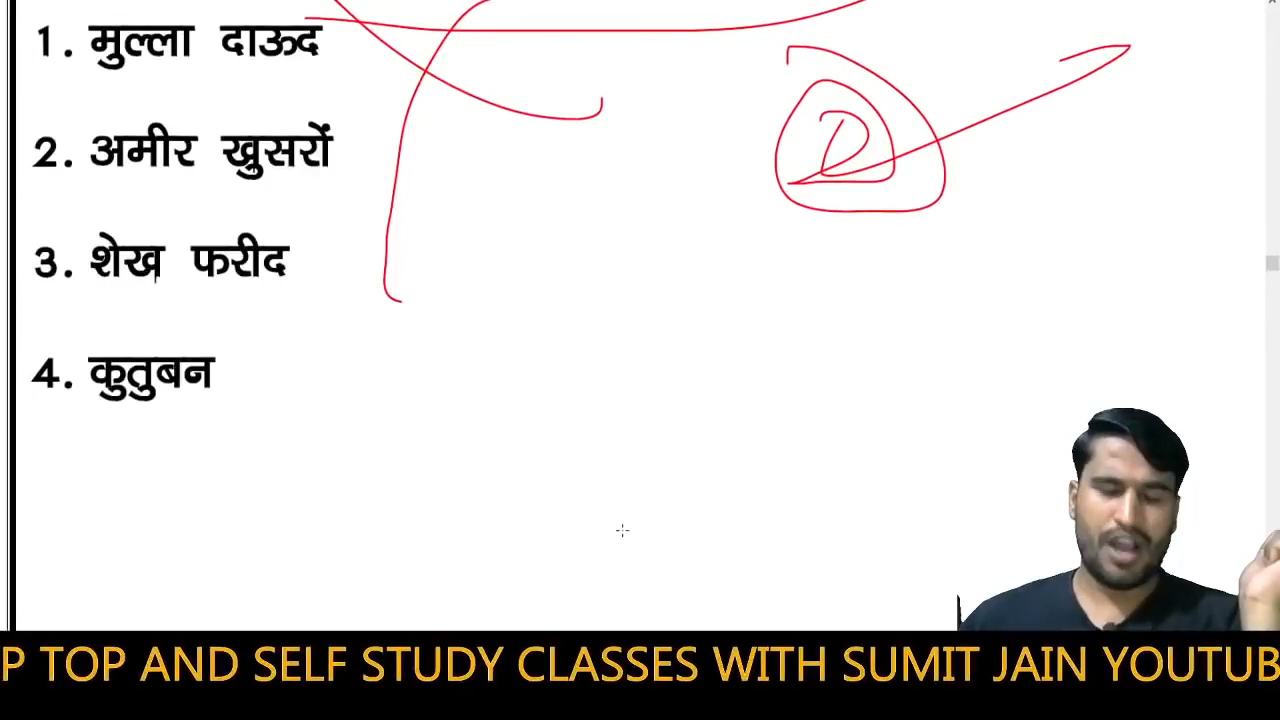 1. मुल्ला दाऊद
D
2. अमीर खुसरों
3. शेख फरीद
4. कुतुबन
P TOP AND SELF STUDY CLASSES WITH SUMIT JAIN YOUTUB